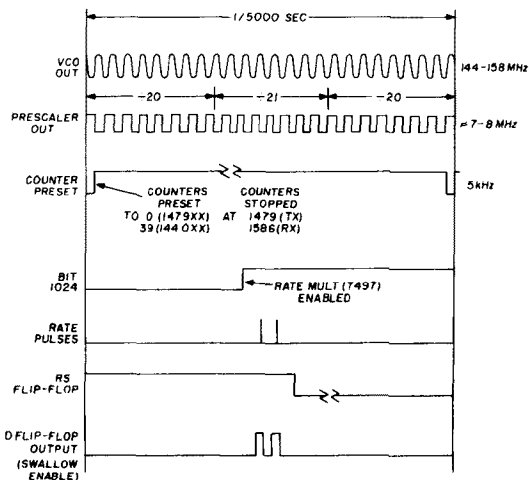 1/5000 SEC
VCO
OUT
144-158 MHz
÷20 ÷21 ÷20
PRESCALER
OUT
≠7-8 MHz
COUNTER
PRESET
5kHz
COUNTERS COUNTERS
PRESET STOPPED
TO 0 (1479XX) AT 1479 (TX)
39 (1440XX) 1586 (RX)
BIT
1024
RATE MULT (7497)
ENABLED
RATE
PULSES
RS
FLIP-FLOP
D FLIP-FLOP
OUTPUT
(SWALLOW
ENABLE)